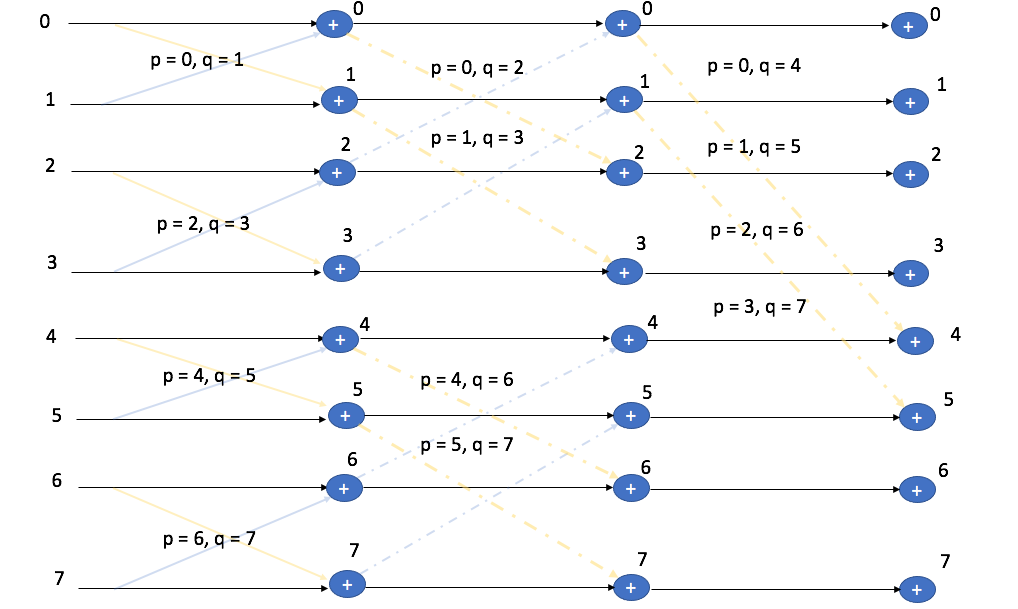 0 + 0 + 0 + 0
p = 0, q = 1 p = 0, q = 2 p = 0, q = 4
1 + 1 + 1 + 1
p = 1, q = 3 p = 1, q = 5
2 + 2 + 2 + 2
p = 2, q = 3 p = 2, q = 6
3 + 3 + 3 + 3
p = 3, q = 7
4 + 4 + 4 + 4
p = 4, q = 5 p = 4, q = 6
5 + 5 + 5 + 5
p = 5, q = 7
6 + 6 + 6 + 6
p = 6, q = 7
7 + 7 + 7 + 7